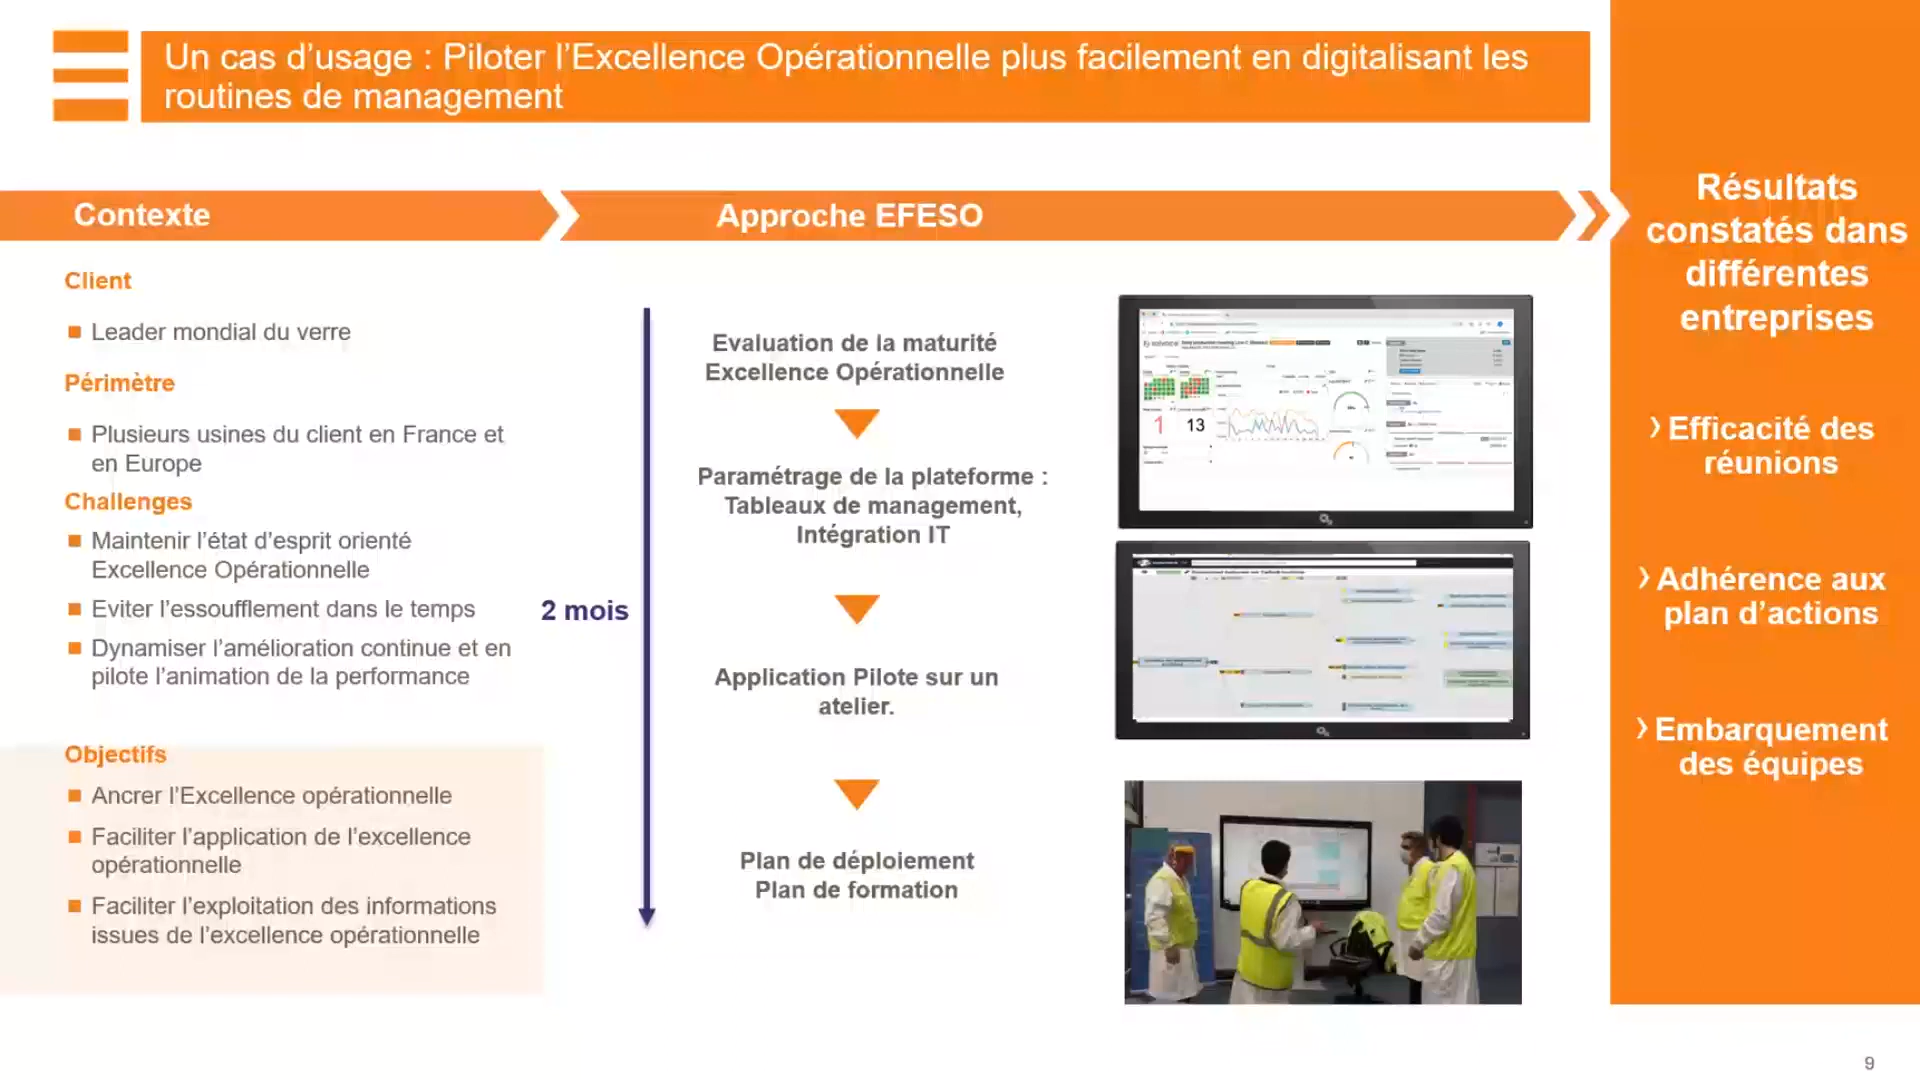 Un cas d’usage : Piloter l’Excellence Opérationnelle plus facilement en digitalisant les
routines de management
Contexte
Approche EFESO
Client
Leader mondial du verre
Périmètre
Plusieurs usines du client en France et
en Europe
Challenges
Maintenir l’état d’esprit orienté
Excellence Opérationnelle
Eviter l’essoufflement dans le temps
Dynamiser l’amélioration continue et en
pilote l’animation de la performance
Objectifs
Ancrer l’Excellence opérationnelle
Faciliter l’application de l’excellence
opérationnelle
Faciliter l’exploitation des informations
issues de l’excellence opérationnelle
2 mois
Evaluation de la maturité
Excellence Opérationnelle
Paramétrage de la plateforme :
Tableaux de management,
Intégration IT
Application Pilote sur un
atelier.
Plan de déploiement
Plan de formation
1
13
Résultats
constatés dans
différentes
entreprises
Efficacité des
réunions
Adhérence aux
plan d’actions
Embarquement
des équipes
9